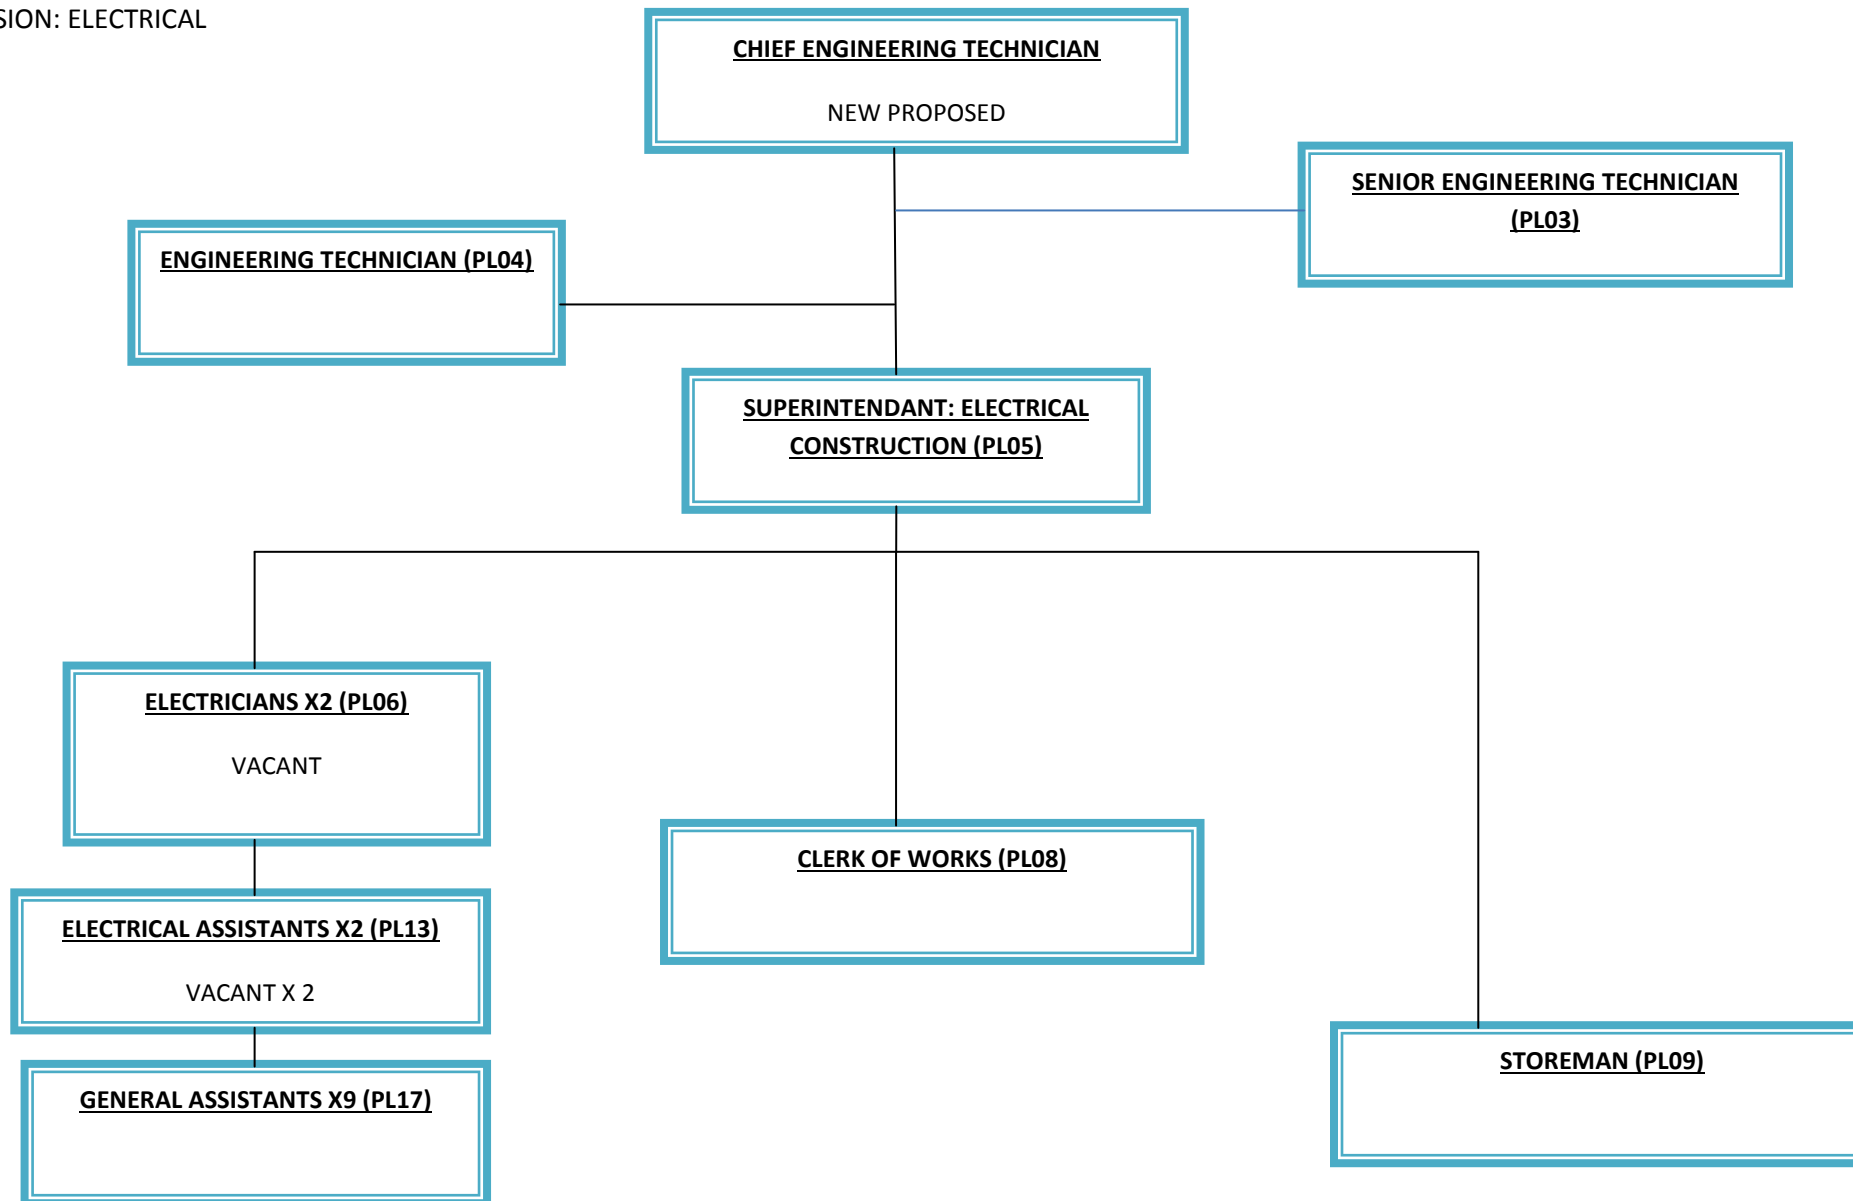 SION: ELECTRICAL
CHIEF ENGINEERING TECHNICIAN
NEW PROPOSED
SENIOR ENGINEERING TECHNICIAN
(PL03)
ENGINEERING TECHNICIAN (PL04)
SUPERINTENDANT: ELECTRICAL
CONSTRUCTION (PL05)
ELECTRICIANS X2 (PL06)
VACANT
CLERK OF WORKS (PL08)
ELECTRICAL ASSISTANTS X2 (PL13)
VACANT X 2
STOREMAN (PL09)
GENERAL ASSISTANTS X9 (PL17)